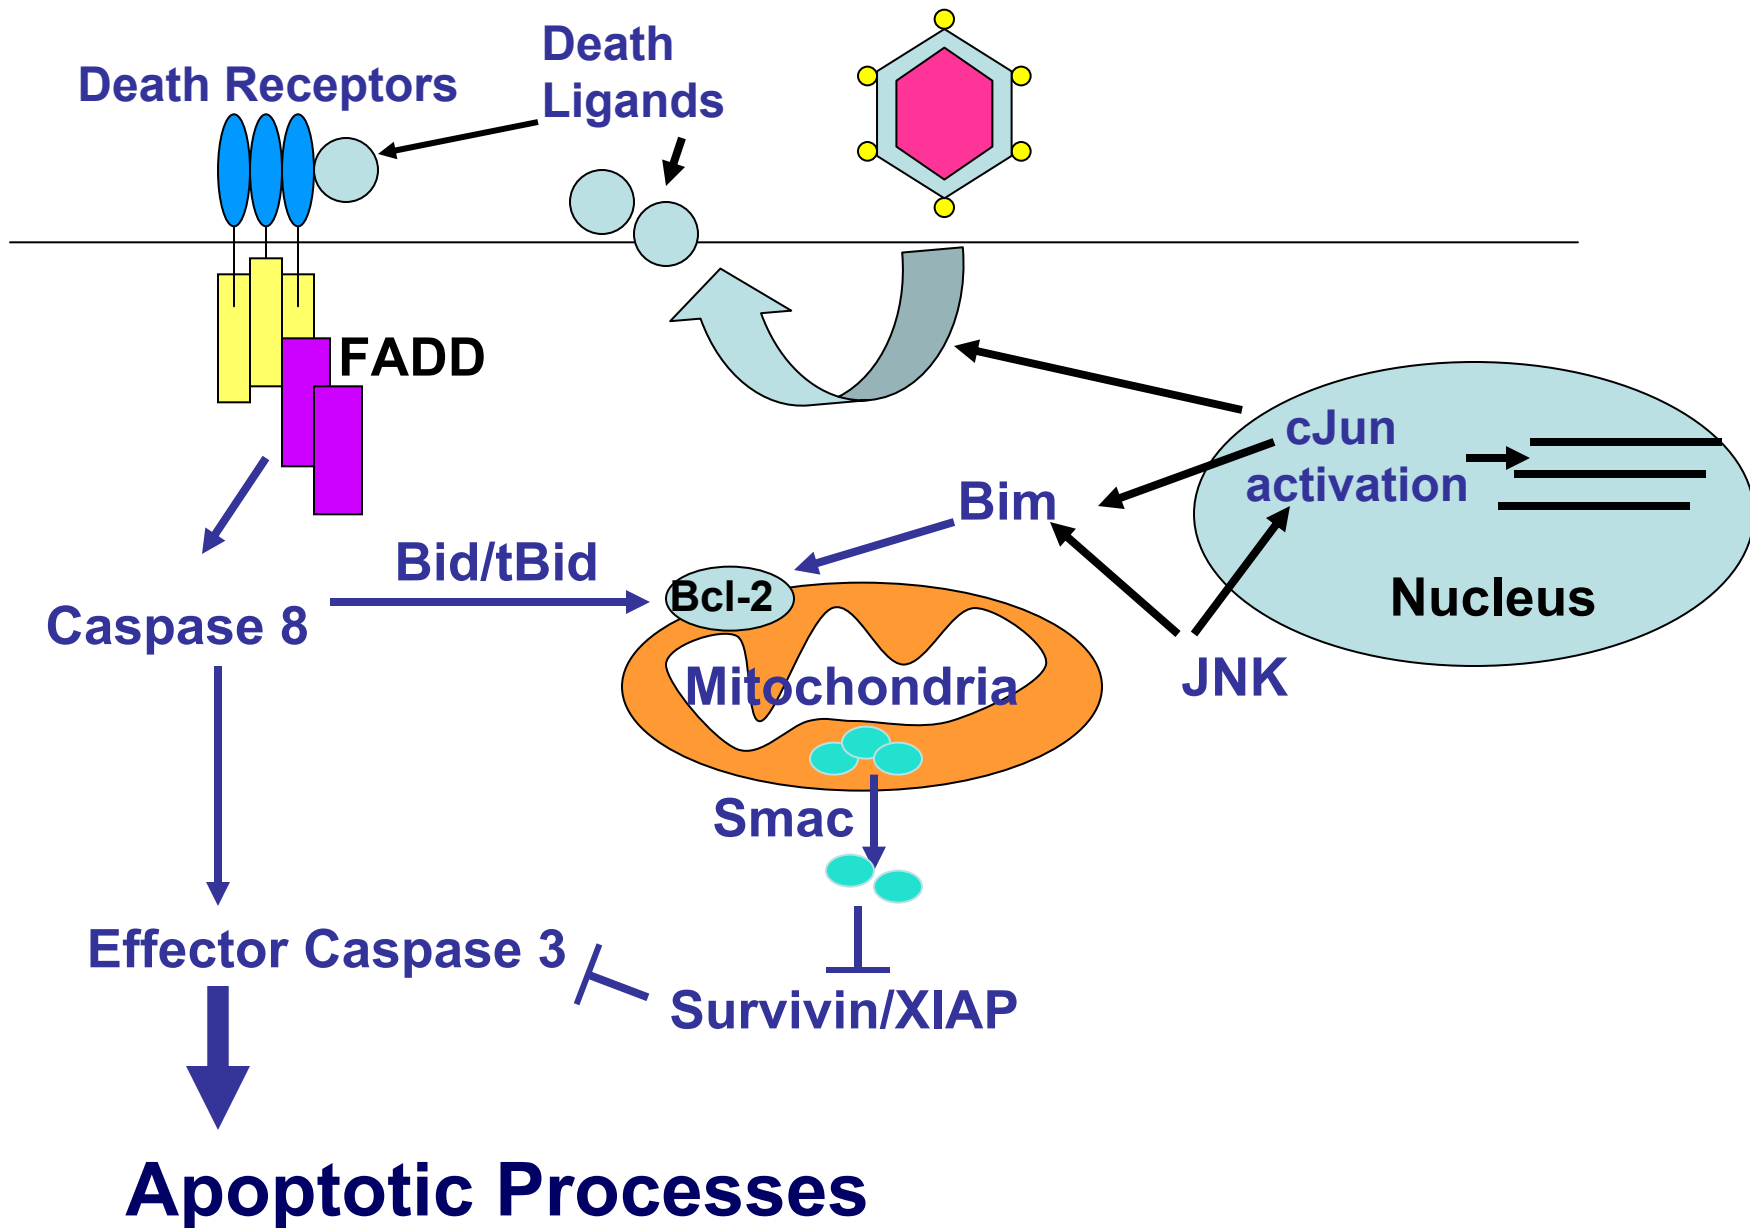 Death
Ligands
Death Receptors
FADD
cJun
activation
Bim
Bid/tBid
Bcl-2
Nucleus
Caspase 8
Mitochondria
JNK
Smac
Effector Caspase 3
Survivin/XIAP
Apoptotic Processes